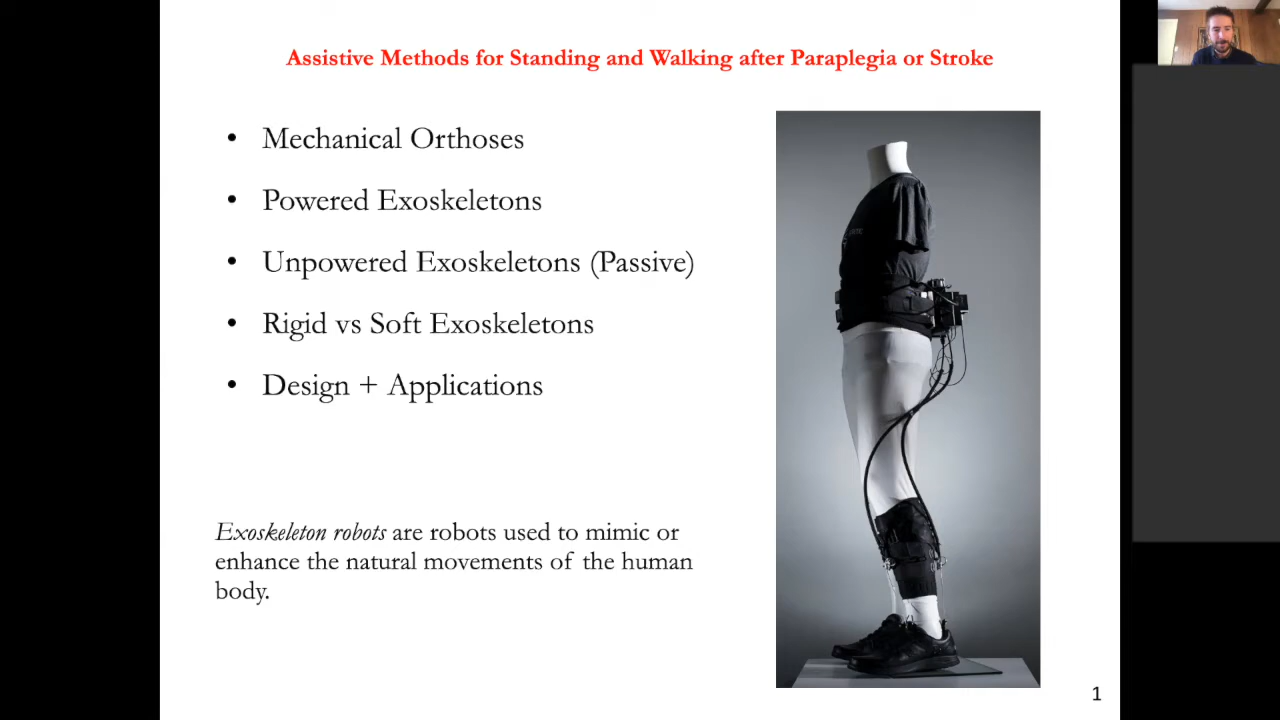 Assistive Methods for Standing and Walking after Paraplegia or Stroke
• Mechanical Orthoses
• Powered Exoskeletons
• Unpowered Exoskeletons (Passive)
• Rigid vs Soft Exoskeletons
• Design + Applications
Exoskeleton robots are robots used to mimic or
enhance the natural movements of the human
body.
1